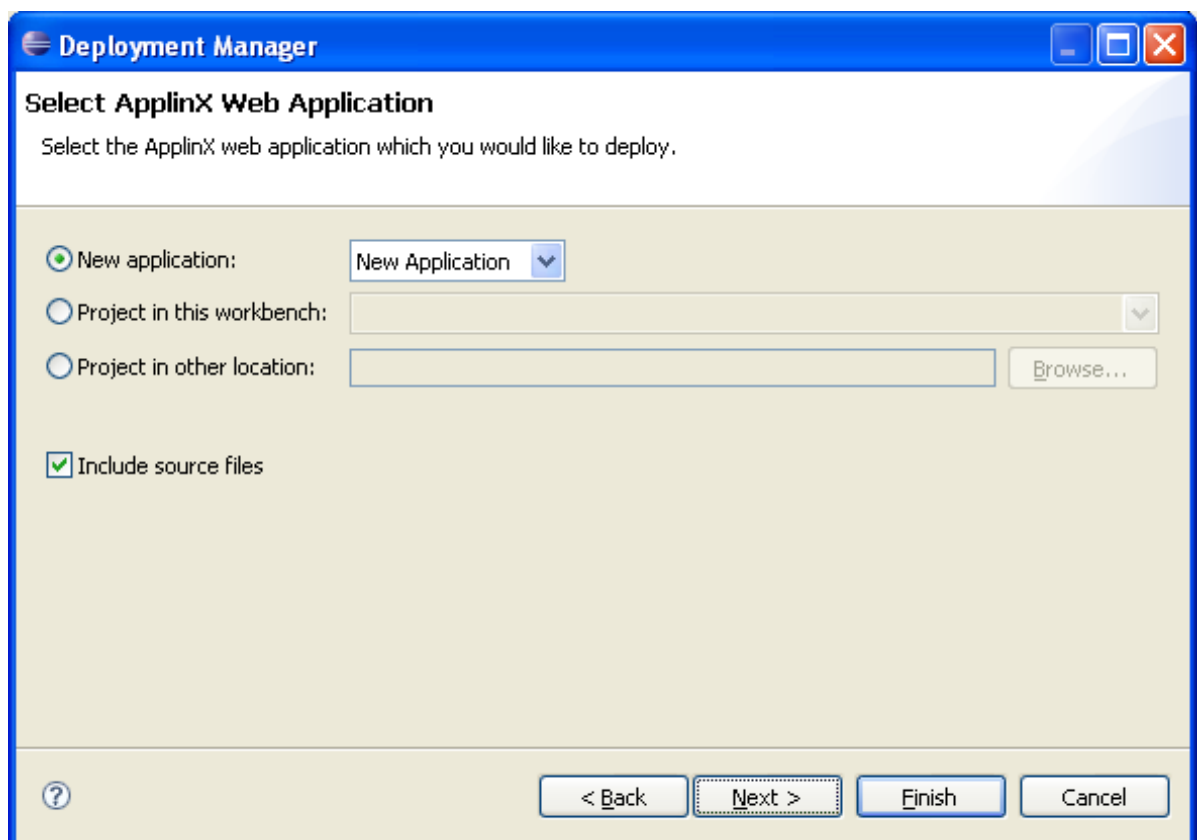 Deployment Manager
Select ApplinX Web Application
Select the ApplinX web application which you would like to deploy.
New application: New Application
Project in this workbench:
Project in other location: Browse...
Include source files
? < Back Next > Finish Cancel